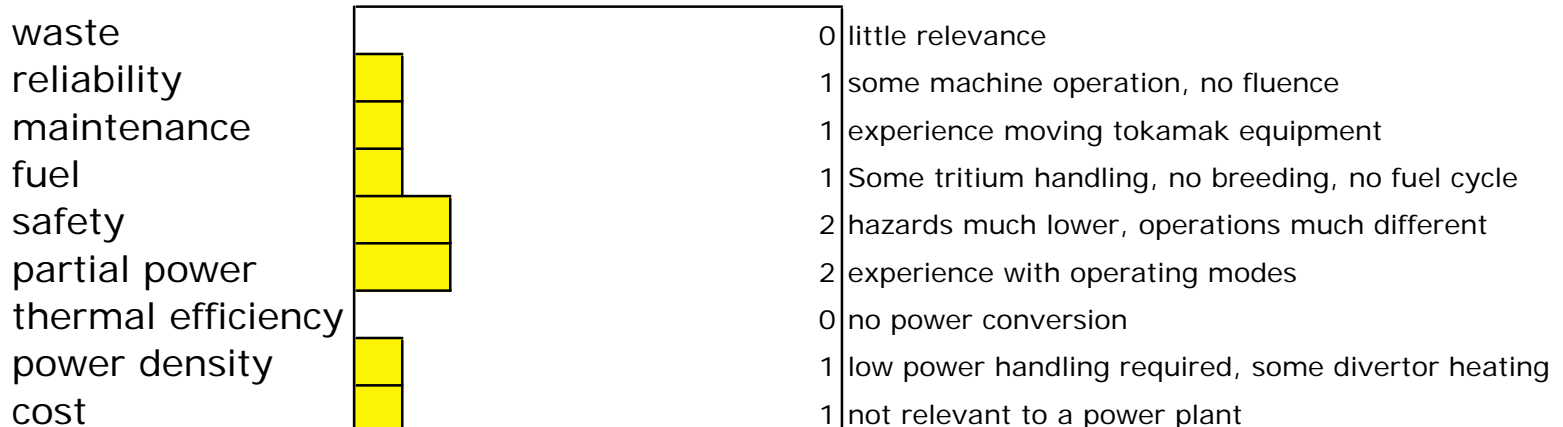 waste 0 little relevance
reliability 1 some machine operation, no fluence
maintenance 1 experience moving tokamak equipment
fuel 1 Some tritium handling, no breeding, no fuel cycle
safety 2 hazards much lower, operations much different
partial power 2 experience with operating modes
thermal efficiency 0 no power conversion
power density 1 low power handling required, some divertor heating
cost 1 not relevant to a power plant